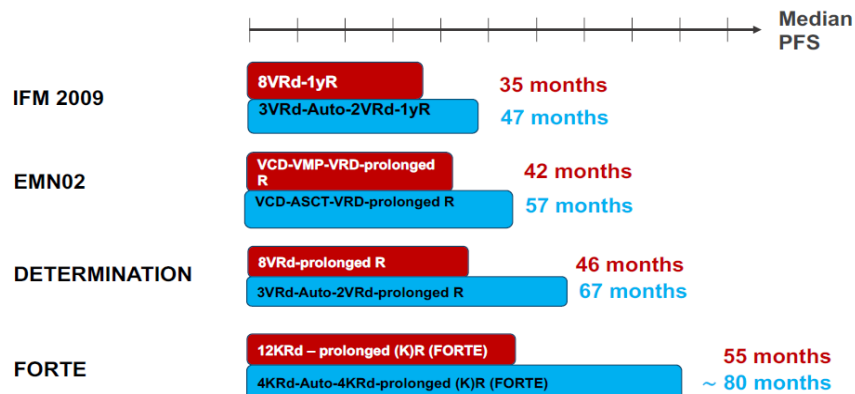 Median
PFS
IFM 2009
8VRd-1yR
35 months
3VRd-Auto-2VRd-1yR
47 months
EMN02
VCD-VMP-VRD-prolonged
R
42 months
VCD-ASCT-VRD-prolonged R
57 months
DETERMINATION
8VRd-prolonged R
46 months
3VRd-Auto-2VRd-prolonged R
67 months
FORTE
12KRd – prolonged (K)R (FORTE)
55 months
4KRd-Auto-4KRd-prolonged (K)R (FORTE)
~ 80 months